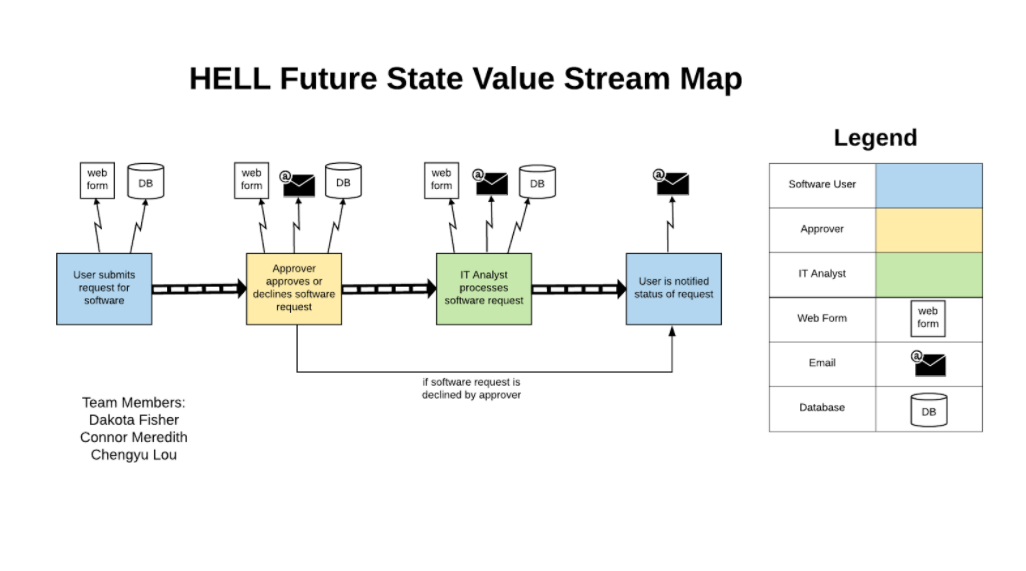 HELL Future State Value Stream Map
Legend
web
form
DB
web
form
@
DB
web
form
@
DB
@
User submits
request for
software
Approver
approves or
declines software
request
IT Analyst
processes
software request
User is notified
status of request
if software request is
declined by approver
Team Members:
Dakota Fisher
Connor Meredith
Chengyu Lou
Software User
Approver
IT Analyst
Web Form
web
form
Email
@
Database
DB